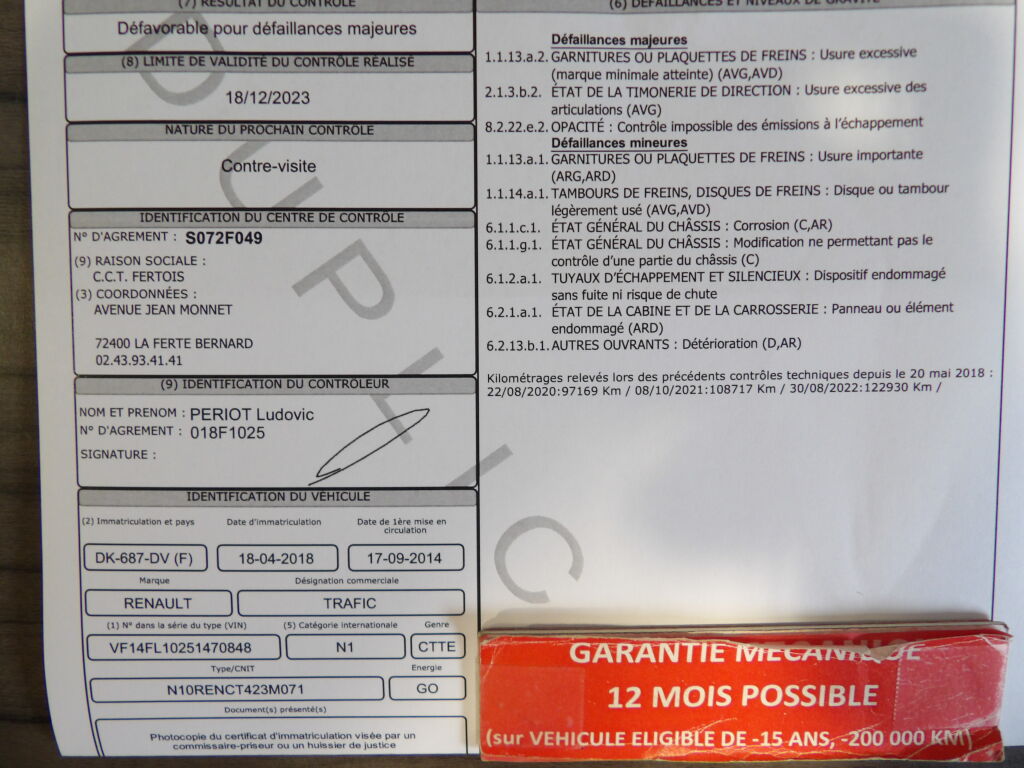 (7) RÉSULTAT DU CONTRÔLE
Défavorable pour défaillances majeures
(8) LIMITE DE VALIDITÉ DU CONTRÔLE RÉALISÉ
18/12/2023
NATURE DU PROCHAIN CONTRÔLE
Contre-visite
IDENTIFICATION DU CENTRE DE CONTRÔLE
N° D'AGREMENT : S072F049
(9) RAISON SOCIALE :
C.C.T. FERTOIS
(3) COORDONNÉES :
AVENUE JEAN MONNET
72400 LA FERTE BERNARD
02.43.93.41.41
(9) IDENTIFICATION DU CONTRÔLEUR
NOM ET PRENOM : PERIOT Ludovic
N° D'AGREMENT : 018F1025
SIGNATURE :
IDENTIFICATION DU VÉHICULE
(2) Immatriculation et pays
Date d'immatriculation
Date de 1ère mise en
circulation
DK-687-DV (F)
18-04-2018
17-09-2014
Marque
Désignation commerciale
RENAULT
TRAFIC
(1) N° dans la série du type (VIN)
(5) Catégorie internationale
Genre
VF14FL10251470848
N1
CTTE
Type/CNIT
Energie
N10RENCT423M071
GO
Document(s) présenté(s)
Photocopie du certificat d'immatriculation visée par un
commissaire-priseur ou un huissier de justice
(6) DÉFAILLANCES ET NIVEAUX DE GRAVITÉ
Défaillances majeures
1.1.13.a.2. GARNITURES OU PLAQUETTES DE FREINS : Usure excessive
(marque minimale atteinte) (AVG,AVD)
2.1.3.b.2. ÉTAT DE LA TIMONERIE DE DIRECTION : Usure excessive des
articulations (AVG)
8.2.22.e.2. OPACITÉ : Contrôle impossible des émissions à l'échappement
Défaillances mineures
1.1.13.a.1. GARNITURES OU PLAQUETTES DE FREINS : Usure importante
(ARG,ARD)
1.1.14.a.1. TAMBOURS DE FREINS, DISQUES DE FREINS : Disque ou tambour
légèrement usé (AVG,AVD)
6.1.1.c.1. ÉTAT GÉNÉRAL DU CHÂSSIS : Corrosion (C,AR)
6.1.1.g.1. ÉTAT GÉNÉRAL DU CHÂSSIS : Modification ne permettant pas le
contrôle d'une partie du châssis (C)
6.1.2.a.1. TUYAUX D'ÉCHAPPEMENT ET SILENCIEUX : Dispositif endommagé
sans fuite ni risque de chute
6.2.1.a.1. ÉTAT DE LA CABINE ET DE LA CARROSSERIE : Panneau ou élément
endommagé (ARD)
6.2.13.b.1. AUTRES OUVRANTS : Détérioration (D,AR)
Kilométrages relevés lors des précédents contrôles techniques depuis le 20 mai 2018 :
22/08/2020:97169 Km / 08/10/2021:108717 Km / 30/08/2022:122930 Km /
DUPLIC
GARANTIE MECANIQUE
12 MOIS POSSIBLE
(sur VEHICULE ELIGIBLE DE -15 ANS, -200 000 KM)